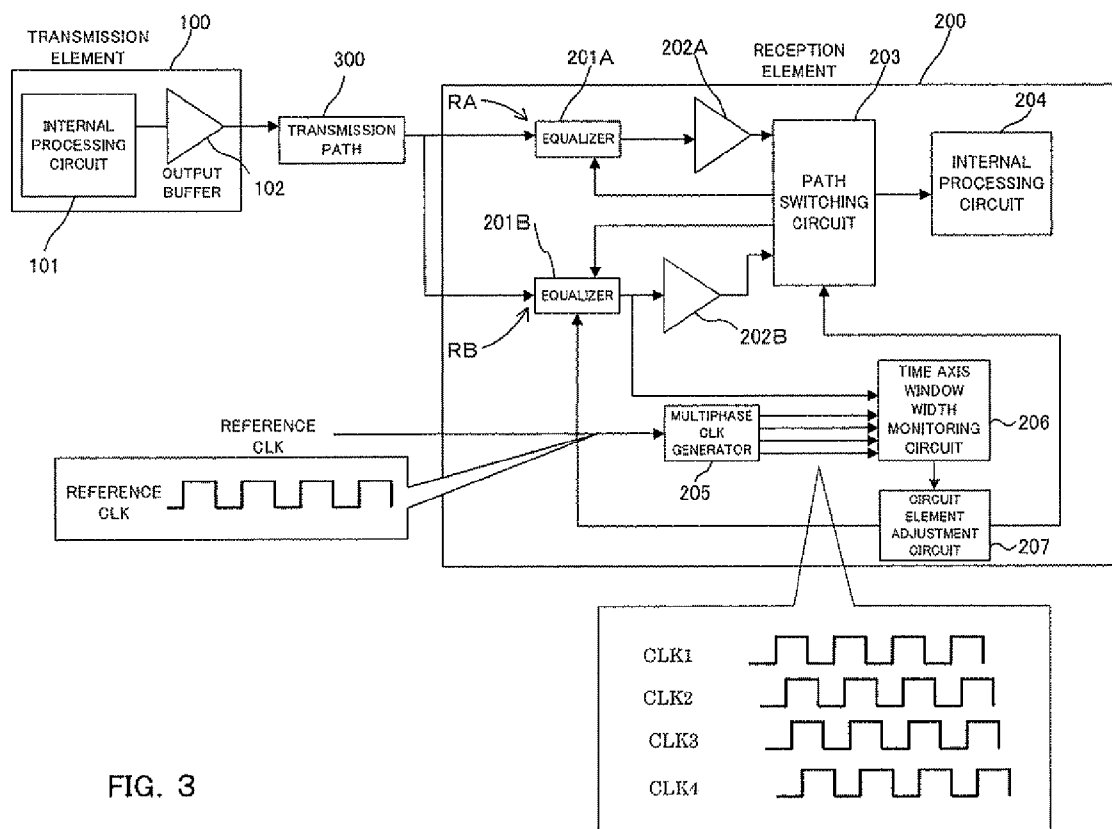 100
TRANSMISSION
ELEMENT
INTERNAL
PROCESSING
CIRCUIT
101
OUTPUT
BUFFER
102
300
TRANSMISSION
PATH
200
RECEPTION
ELEMENT
RA
201A
EQUALIZER
202A
203
PATH
SWITCHING
CIRCUIT
204
INTERNAL
PROCESSING
CIRCUIT
201B
EQUALIZER
RB
202B
REFERENCE
CLK
REFERENCE
CLK
MULTIPHASE
CLK
GENERATOR
205
TIME AXIS
WINDOW
WIDTH
MONITORING
CIRCUIT
206
CIRCUIT
ELEMENT
ADJUSTMENT
CIRCUIT
207
CLK1
CLK2
CLK3
CLK4
FIG. 3